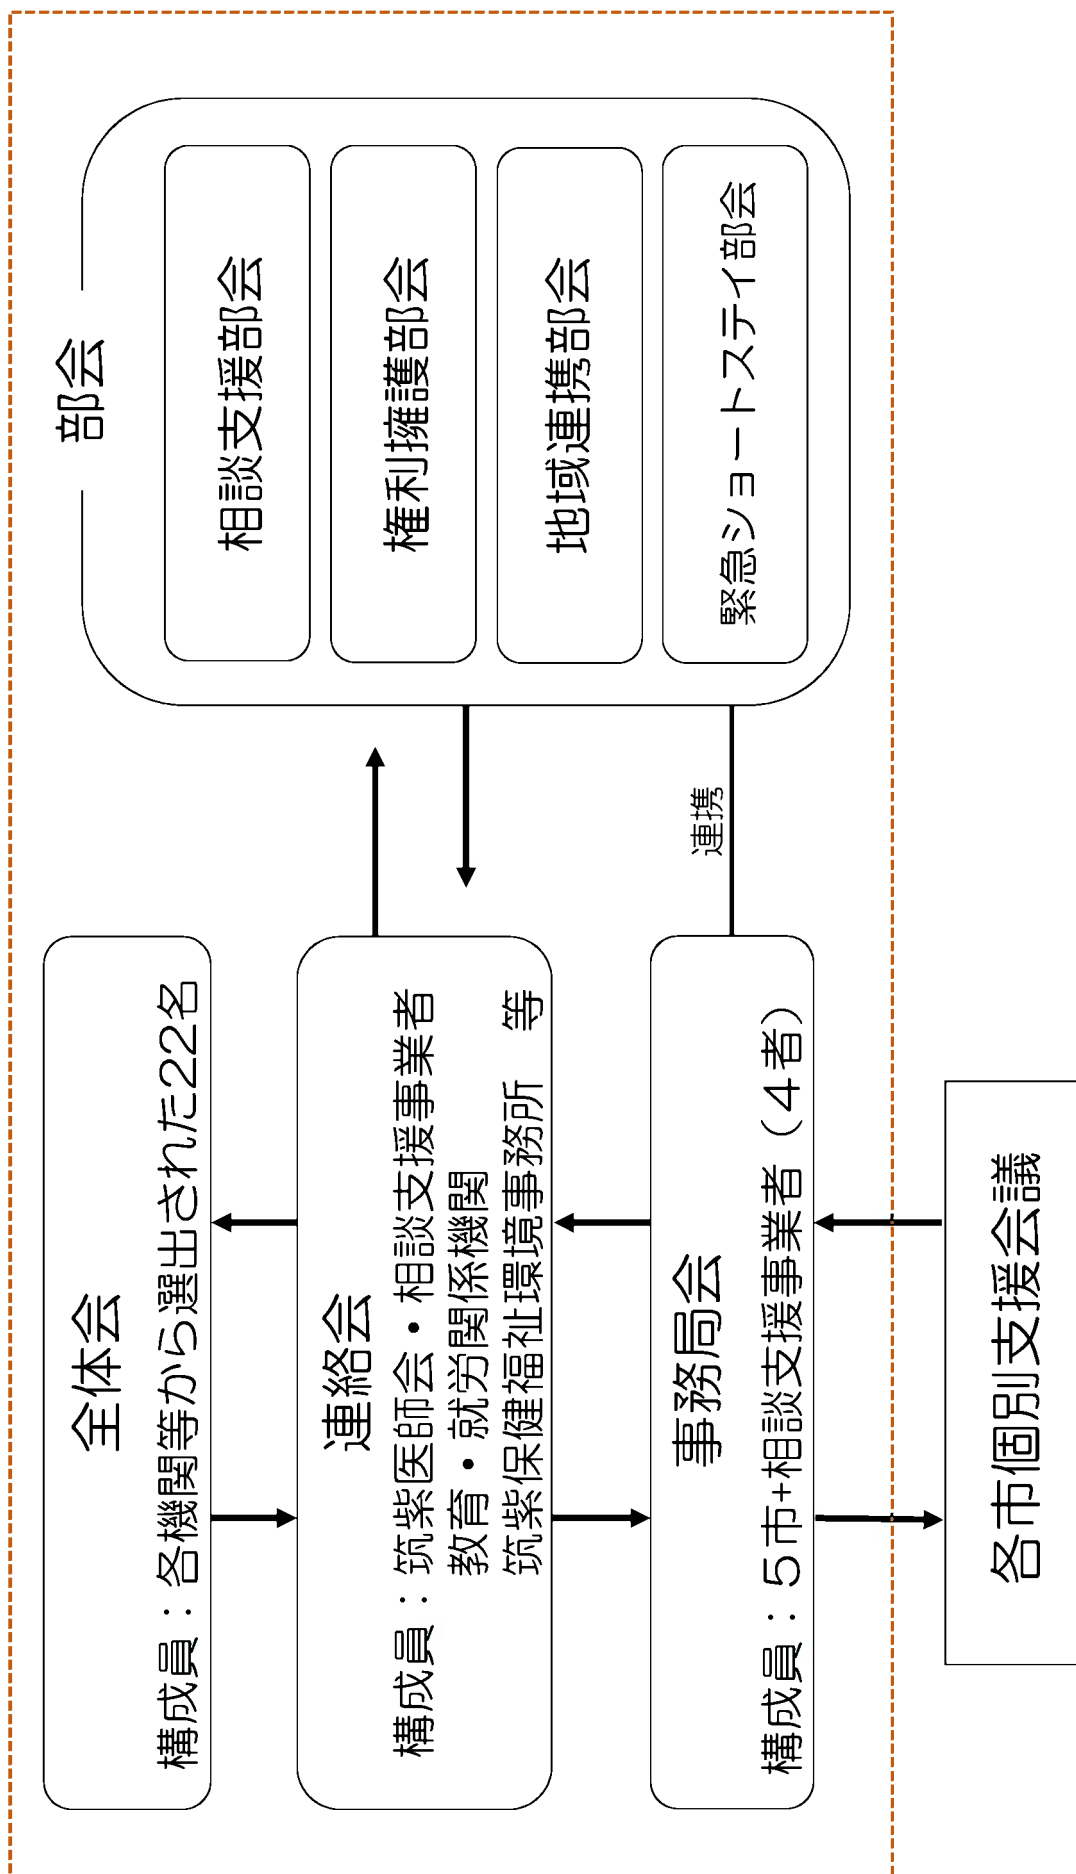 全体会
構成員：各機関等から選出された22名
連絡会
構成員：筑紫医師会・相談支援事業者
教育・就労関係機関
筑紫保健福祉環境事務所　等
事務局会
構成員：５市+相談支援事業者（４者）
各市個別支援会議
連携
部会
相談支援部会
権利擁護部会
地域連携部会
緊急ショートステイ部会